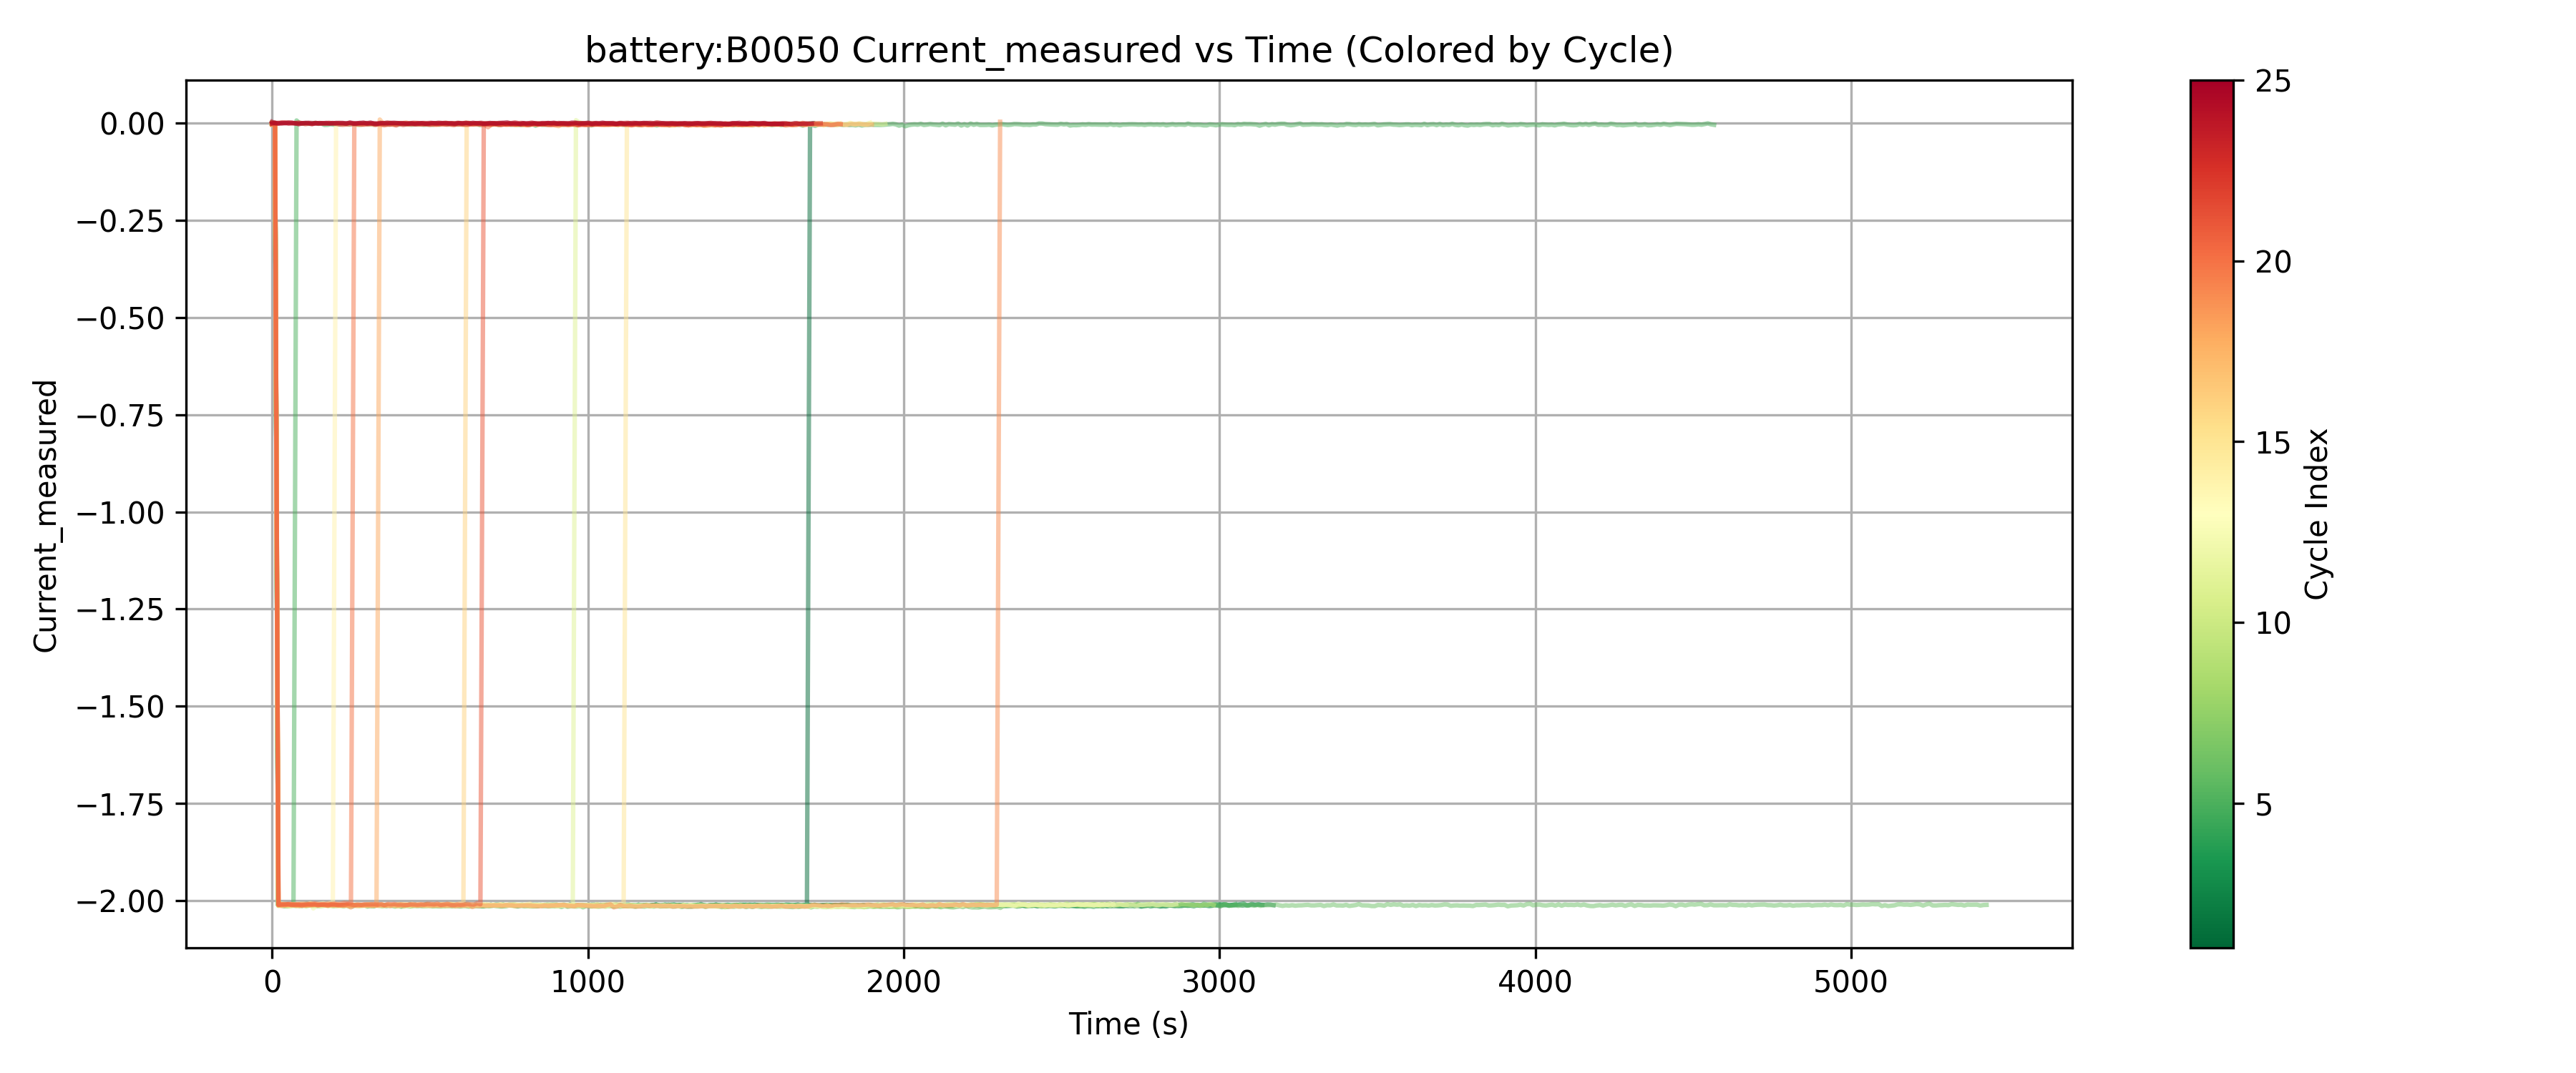 battery:B0050 Current_measured vs Time (Colored by Cycle)
Current_measured
0.00
−0.25
−0.50
−0.75
−1.00
−1.25
−1.50
−1.75
−2.00
0 1000 2000 3000 4000 5000
Time (s)
25
20
15
10
5
Cycle Index